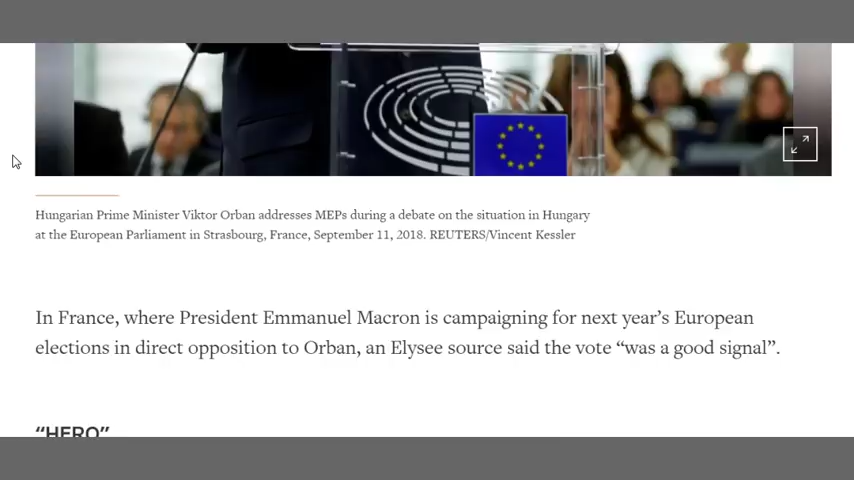 Hungarian Prime Minister Viktor Orban addresses MEPs during a debate on the situation in Hungary
at the European Parliament in Strasbourg, France, September 11, 2018. REUTERS/Vincent Kessler
In France, where President Emmanuel Macron is campaigning for next year’s European
elections in direct opposition to Orban, an Elysee source said the vote “was a good signal”.
“HERO”